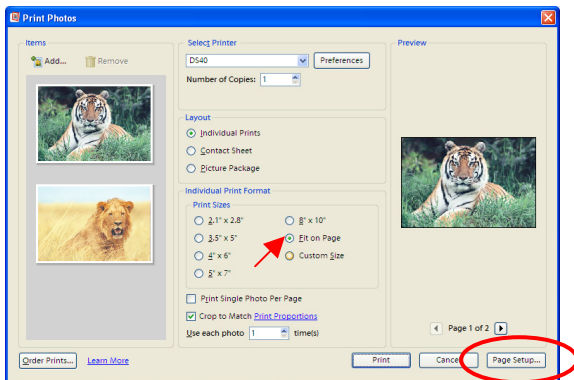 Print Photos
Items
Add...
Remove
Select Printer
DS40
Preferences
Number of Copies: 1
Layout
Individual Prints
Contact Sheet
Picture Package
Individual Print Format
Print Sizes
2.1" x 2.8"
8" x 10"
3.5" x 5"
Fit on Page
4" x 6"
Custom Size
5" x 7"
Print Single Photo Per Page
Crop to Match Print Proportions
Use each photo 1 time(s)
Preview
Page 1 of 2
Order Prints...
Learn More
Print
Cancel
Page Setup...